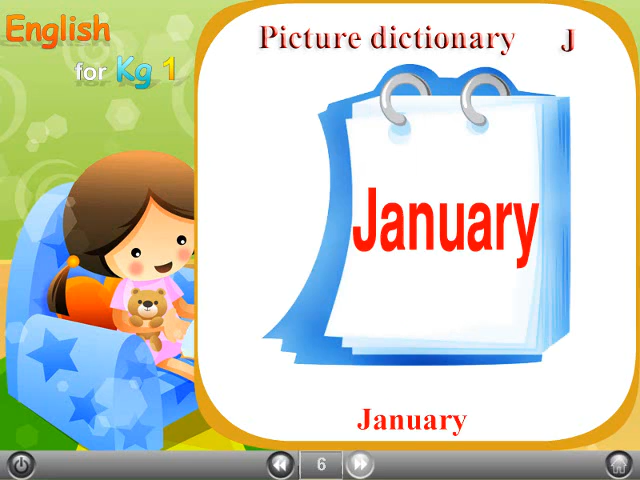 English
for Kg 1
Picture dictionary J
January
January
6